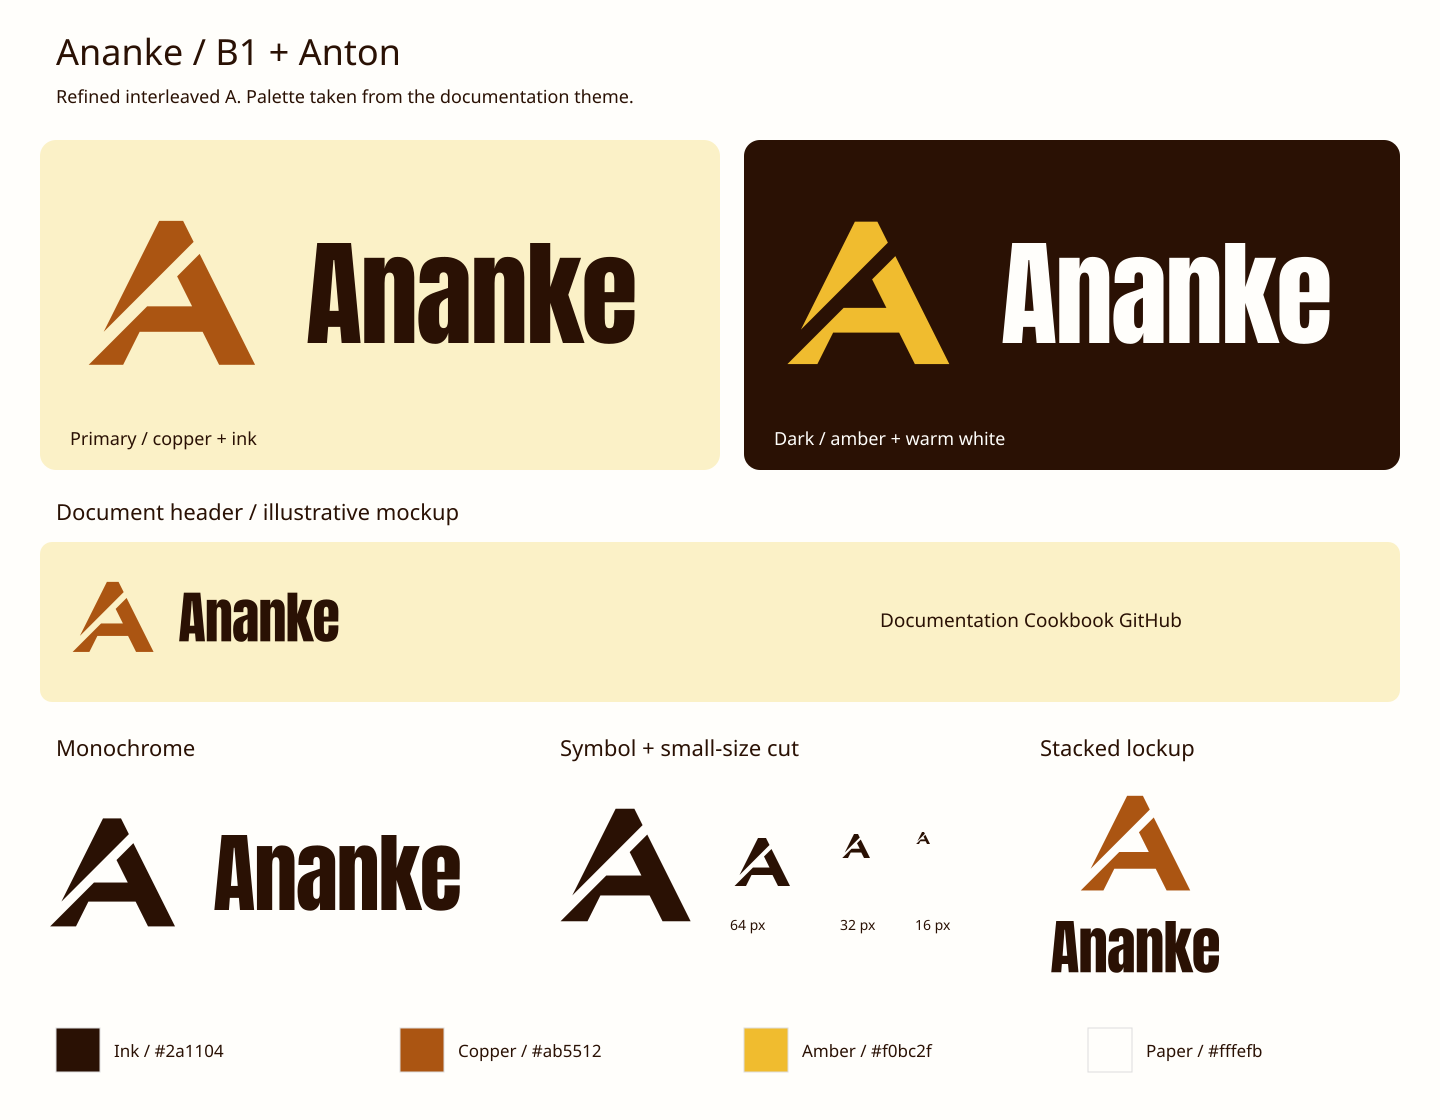 Ananke / B1 + Anton
Refined interleaved A. Palette taken from the documentation theme.
Ananke
Primary / copper + ink
Ananke
Dark / amber + warm white
Document header / illustrative mockup
Ananke
Documentation Cookbook GitHub
Monochrome
Symbol + small-size cut
Stacked lockup
Ananke
64 px
32 px
16 px
Ananke
Ink / #2a1104
Copper / #ab5512
Amber / #f0bc2f
Paper / #fffefb